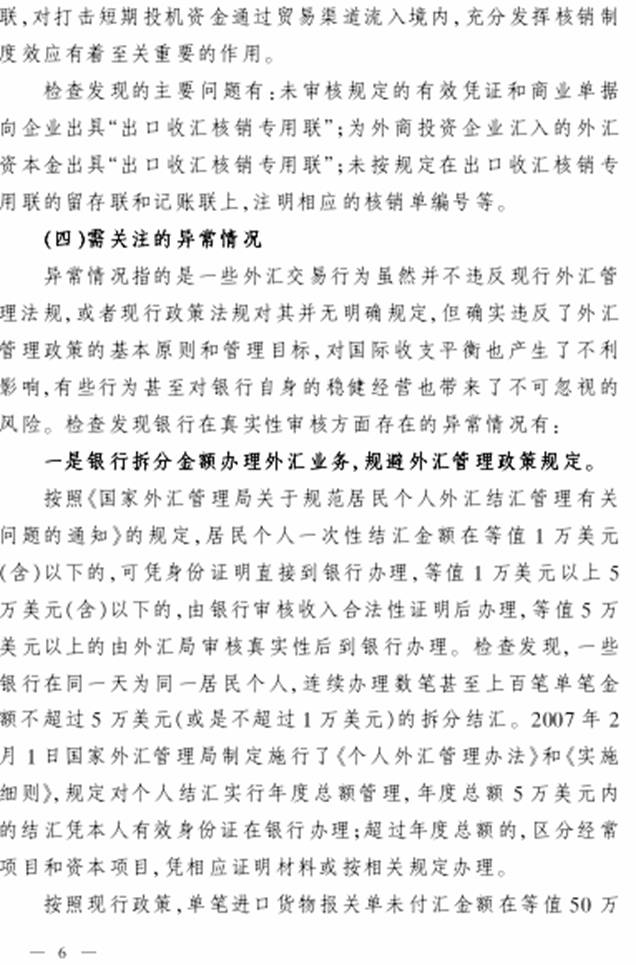 联,对打击短期投机资金通过贸易渠道流入境内,充分发挥核销制
度效应有着至关重要的作用。
检查发现的主要问题有:未审核规定的有效凭证和商业单据
向企业出具“出口收汇核销专用联”;为外商投资企业汇入的外汇
资本金出具“出口收汇核销专用联”;未按规定在出口收汇核销专
用联的留存联和记账联上,注明相应的核销单编号等。
(四)需关注的异常情况
异常情况指的是一些外汇交易行为虽然并不违反现行外汇管
理法规,或者现行政策法规对其并无明确规定,但确实违反了外汇
管理政策的基本原则和管理目标,对国际收支平衡也产生了不利
影响,有些行为甚至对银行自身的稳健经营也带来了不可忽视的
风险。检查发现银行在真实性审核方面存在的异常情况有:
一是银行拆分金额办理外汇业务,规避外汇管理政策规定。
按照《国家外汇管理局关于规范居民个人外汇结汇管理有关
问题的通知》的规定,居民个人一次性结汇金额在等值1万美元
(含)以下的,可凭身份证明直接到银行办理,等值1万美元以上5
万美元(含)以下的,由银行审核收入合法性证明后办理,等值5万
美元以上的由外汇局审核真实性后到银行办理。检查发现,一些
银行在同一天为同一居民个人,连续办理数笔甚至上百笔单笔金
额不超过5万美元(或是不超过1万美元)的拆分结汇。2007年2
月1日国家外汇管理局制定施行了《个人外汇管理办法》和《实施
细则》,规定对个人结汇实行年度总额管理,年度总额5万美元内
的结汇凭本人有效身份证在银行办理;超过年度总额的,区分经常
项目和资本项目,凭相应证明材料或按相关规定办理。
按照现行政策,单笔进口货物报关单未付汇金额在等值50万
— 6 —